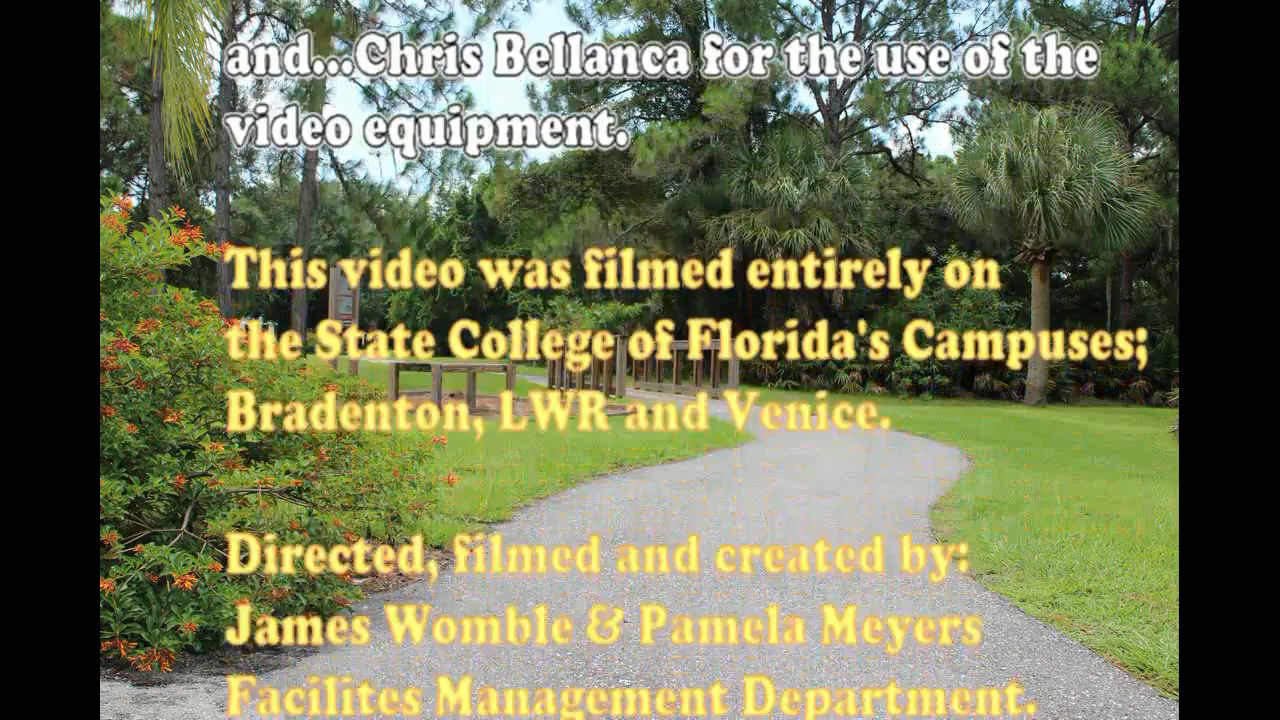 and...Chris Bellanca for the use of the
video equipment.
This video was filmed entirely on
the State College of Florida's Campuses;
Bradenton, LWR and Venice.
Directed, filmed and created by:
James Womble & Pamela Meyers
Facilites Management Department.